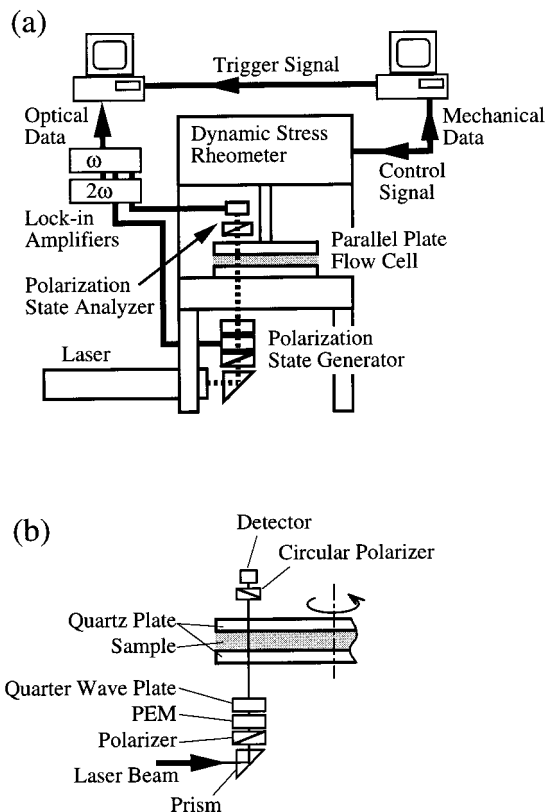 (a)
Trigger Signal
Optical
Data
Mechanical
Data
Dynamic Stress
Rheometer
Control
Signal
ω
2ω
Lock-in
Amplifiers
Parallel Plate
Flow Cell
Polarization
State Analyzer
Polarization
State Generator
Laser
(b)
Detector
Circular Polarizer
Quartz Plate
Sample
Quarter Wave Plate
PEM
Polarizer
Laser Beam
Prism